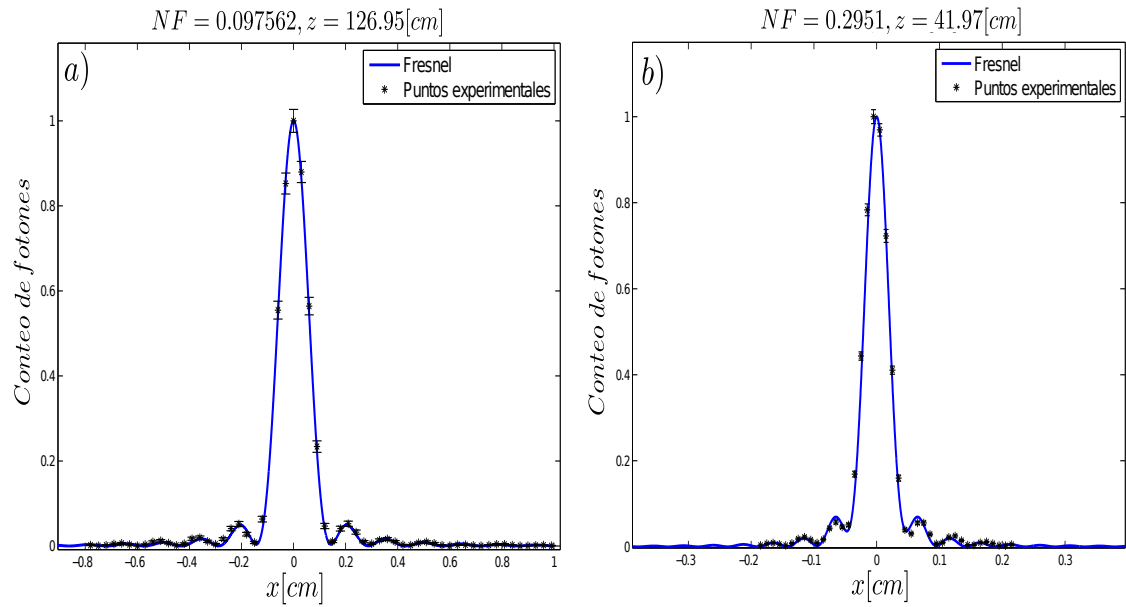 NF = 0.097562, z = 126.95[cm]
a)
Fresnel
Puntos experimentales
1
0.8
0.6
0.4
0.2
0
Conteo de fotones
-0.8 -0.6 -0.4 -0.2 0 0.2 0.4 0.6 0.8 1
x[cm]
NF = 0.2951, z = 41.97[cm]
b)
Fresnel
Puntos experimentales
1
0.8
0.6
0.4
0.2
0
Conteo de fotones
-0.3 -0.2 -0.1 0 0.1 0.2 0.3
x[cm]